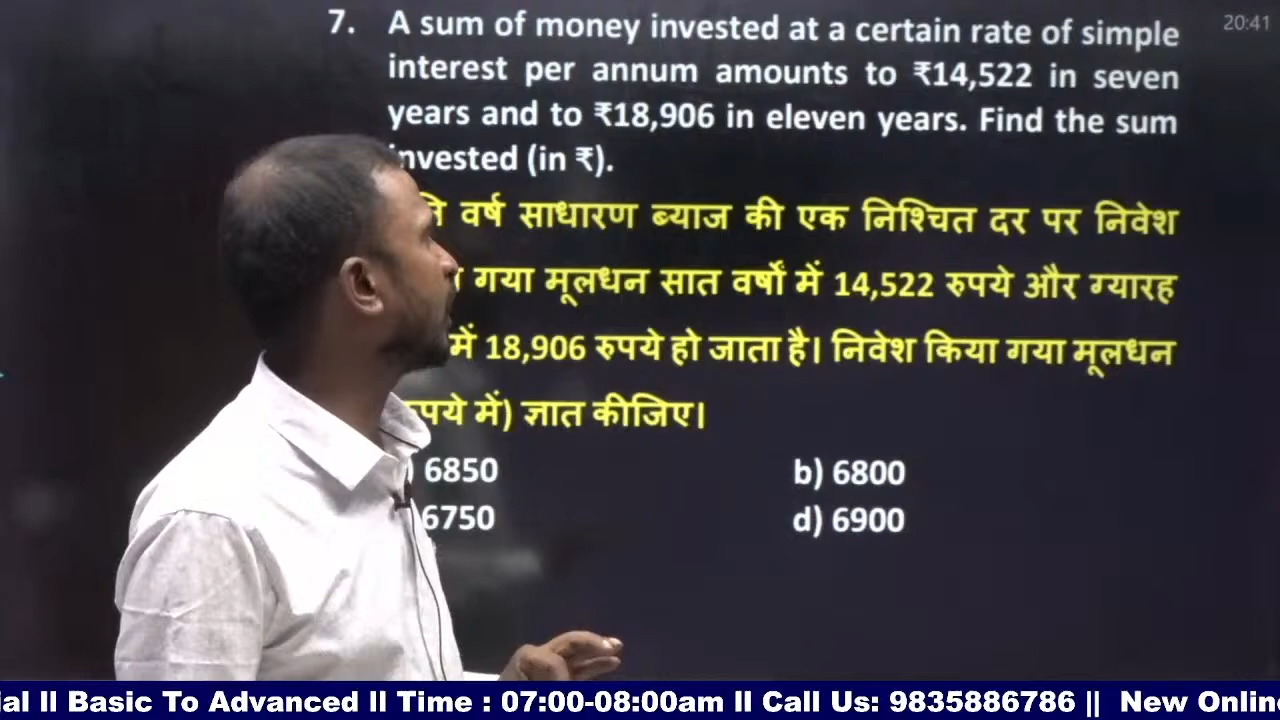 20:41
7. A sum of money invested at a certain rate of simple
interest per annum amounts to ₹14,522 in seven
years and to ₹18,906 in eleven years. Find the sum
invested (in ₹).
वर्ष साधारण ब्याज की एक निश्चित दर पर निवेश
गया मूलधन सात वर्षों में 14,522 रुपये और ग्यारह
में 18,906 रुपये हो जाता है। निवेश किया गया मूलधन
में) ज्ञात कीजिए।
) 6850 b) 6800
6750 d) 6900
ll Basic To Advanced ll Time : 07:00-08:00am ll Call Us: 9835886786 || New